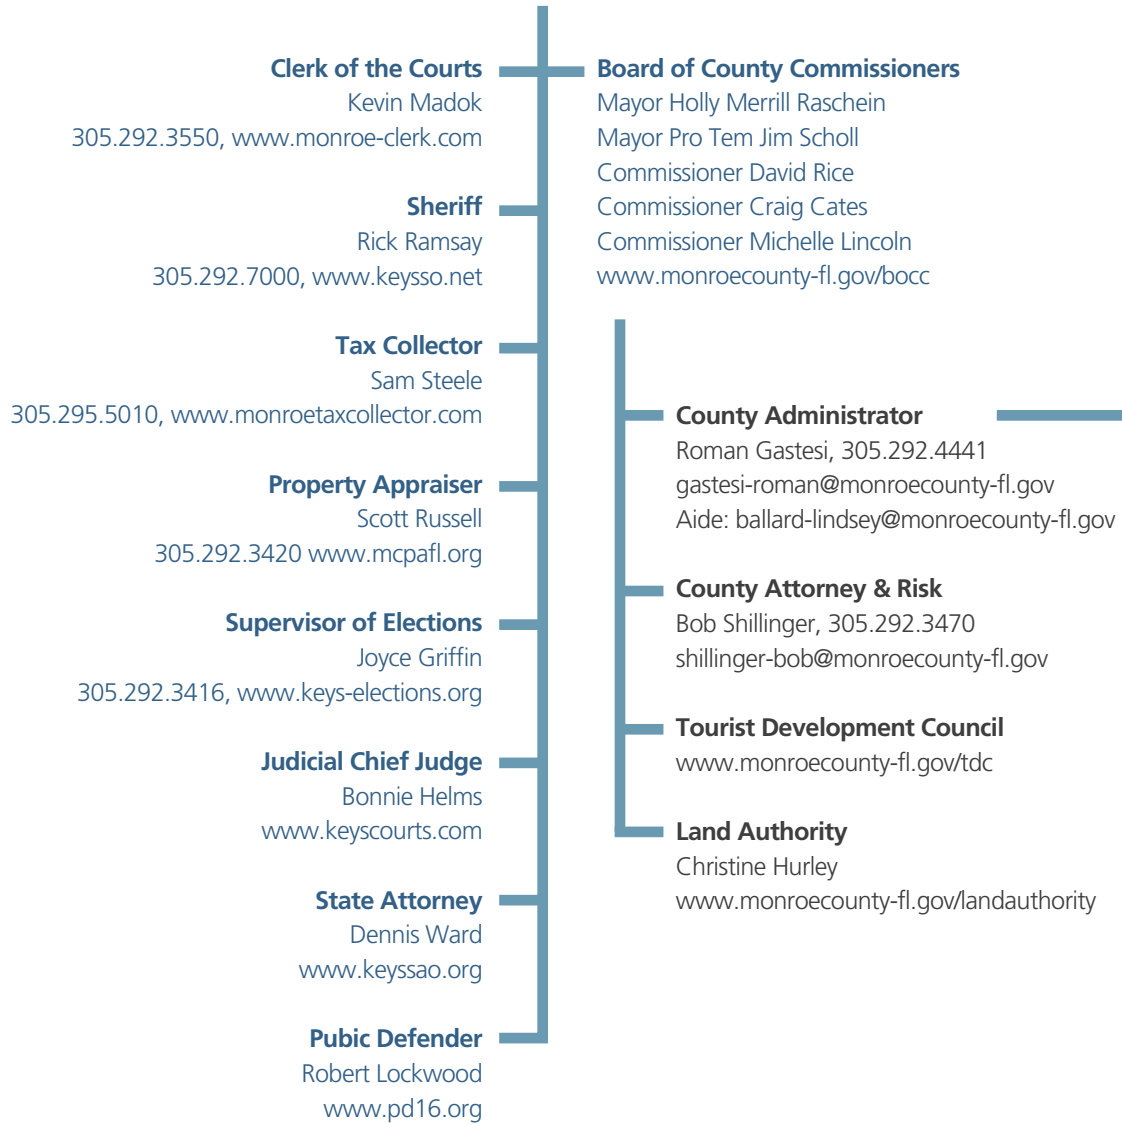 Clerk of the Courts
Kevin Madok
305.292.3550, www.monroe-clerk.com
Sheriff
Rick Ramsay
305.292.7000, www.keysso.net
Tax Collector
Sam Steele
305.295.5010, www.monroetaxcollector.com
Property Appraiser
Scott Russell
305.292.3420 www.mcpafl.org
Supervisor of Elections
Joyce Griffin
305.292.3416, www.keys-elections.org
Judicial Chief Judge
Bonnie Helms
www.keyscourts.com
State Attorney
Dennis Ward
www.keyssao.org
Pubic Defender
Robert Lockwood
www.pd16.org
Board of County Commissioners
Mayor Holly Merrill Raschein
Mayor Pro Tem Jim Scholl
Commissioner David Rice
Commissioner Craig Cates
Commissioner Michelle Lincoln
www.monroecounty-fl.gov/bocc
County Administrator
Roman Gastesi, 305.292.4441
gastesi-roman@monroecounty-fl.gov
Aide: ballard-lindsey@monroecounty-fl.gov
County Attorney & Risk
Bob Shillinger, 305.292.3470
shillinger-bob@monroecounty-fl.gov
Tourist Development Council
www.monroecounty-fl.gov/tdc
Land Authority
Christine Hurley
www.monroecounty-fl.gov/landauthority